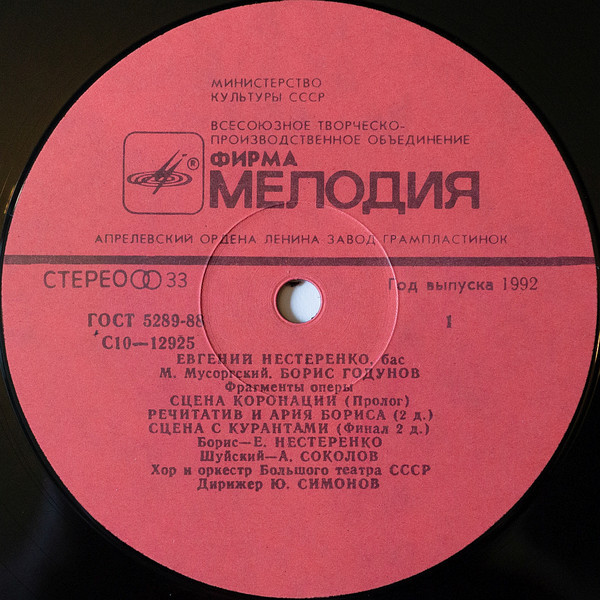 МИНИСТЕРСТВО
КУЛЬТУРЫ СССР
ВСЕСОЮЗНОЕ ТВОРЧЕСКО-
ПРОИЗВОДСТВЕННОЕ ОБЪЕДИНЕНИЕ
®
ФИРМА
МЕЛОДИЯ
АПРЕЛЕВСКИЙ ОРДЕНА ЛЕНИНА ЗАВОД ГРАМПЛАСТИНОК
СТЕРЕО 33 Год выпуска 1992
ГОСТ 5289-88 1
С10—12925
ЕВГЕНИЙ НЕСТЕРЕНКО, бас
М. Мусоргский. БОРИС ГОДУНОВ
Фрагменты оперы
СЦЕНА КОРОНАЦИИ (Пролог)
РЕЧИТАТИВ И АРИЯ БОРИСА (2 д.)
СЦЕНА С КУРАНТАМИ (Финал 2 д.)
Борис—Е. НЕСТЕРЕНКО
Шуйский—А. СОКОЛОВ
Хор и оркестр Большого театра СССР
Дирижер Ю. СИМОНОВ